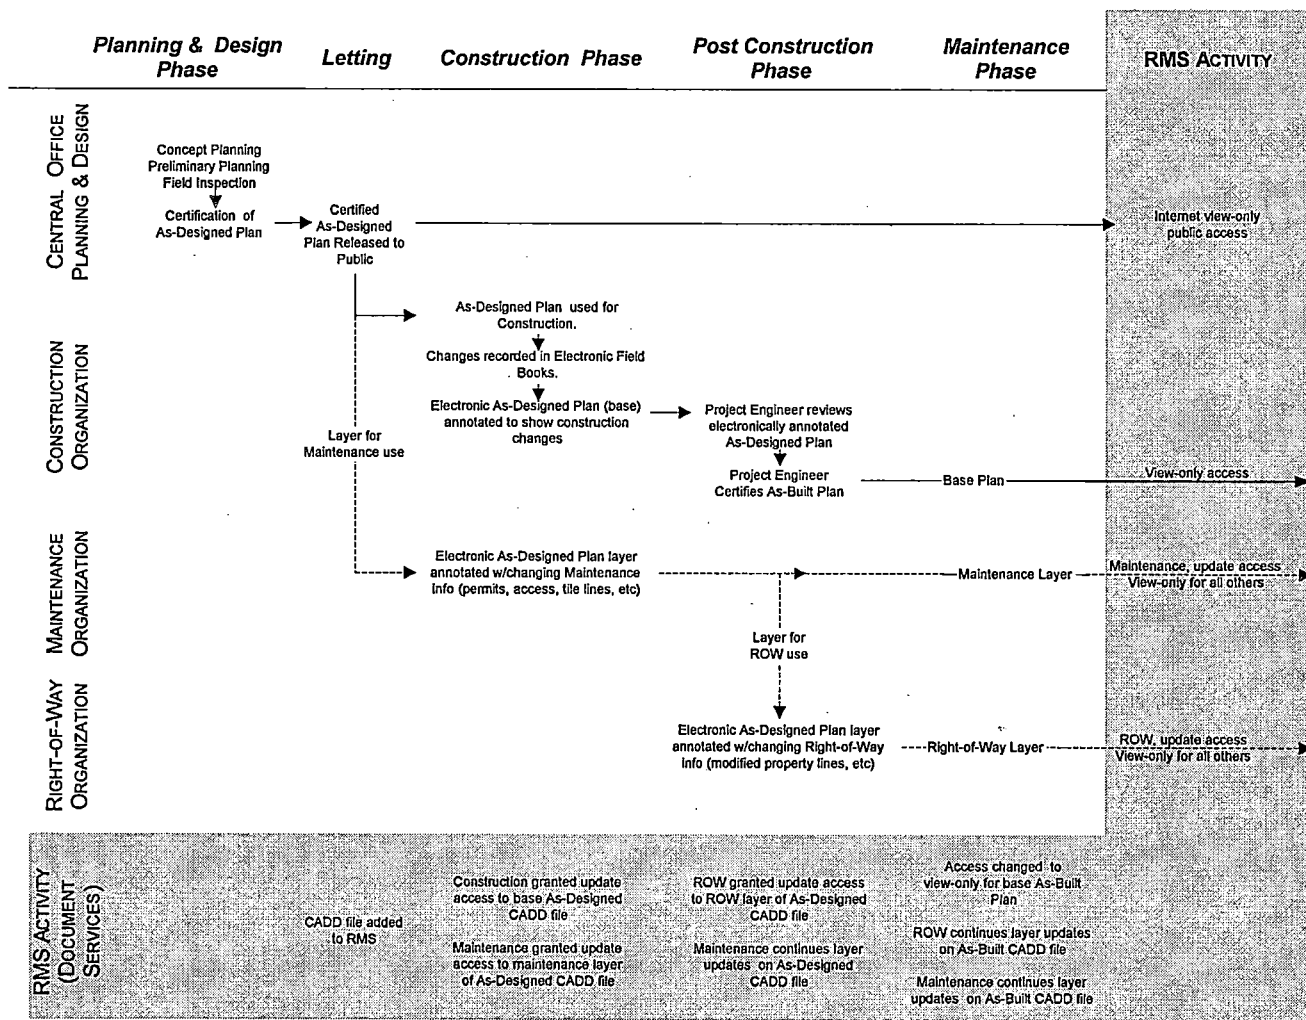 Planning & Design
Phase
Letting
Construction Phase
Post Construction
Phase
Maintenance
Phase
RMS ACTIVITY
CENTRAL OFFICE
PLANNING & DESIGN
Concept Planning
Preliminary Planning
Field Inspection
Certification of
As-Designed Plan
Certified
As-Designed
Plan Released to
Public
Internet view-only
public access
CONSTRUCTION
ORGANIZATION
As-Designed Plan used for
Construction.
Changes recorded in Electronic Field
Books.
Electronic As-Designed Plan (base)
annotated to show construction
changes
Project Engineer reviews
electronically annotated
As-Designed Plan
Project Engineer
Certifies As-Built Plan
Base Plan
View-only access
Layer for
Maintenance use
MAINTENANCE
ORGANIZATION
Electronic As-Designed Plan layer
annotated w/changing Maintenance
info (permits, access, tile lines, etc)
Maintenance Layer
Maintenance, update access
View-only for all others
Layer for
ROW use
RIGHT-OF-WAY
ORGANIZATION
Electronic As-Designed Plan layer
annotated w/changing Right-of-Way
info (modified property lines, etc)
Right-of-Way Layer
ROW, update access
View-only for all others
RMS ACTIVITY
(DOCUMENT
SERVICES)
CADD file added
to RMS
Construction granted update
access to base As-Designed
CADD file
Maintenance granted update
access to maintenance layer
of As-Designed CADD file
ROW granted update access
to ROW layer of As-Designed
CADD file
Maintenance continues layer
updates on As-Designed
CADD file
Access changed to
view-only for base As-Built
Plan
ROW continues layer updates
on As-Built CADD file
Maintenance continues layer
updates on As-Built CADD file